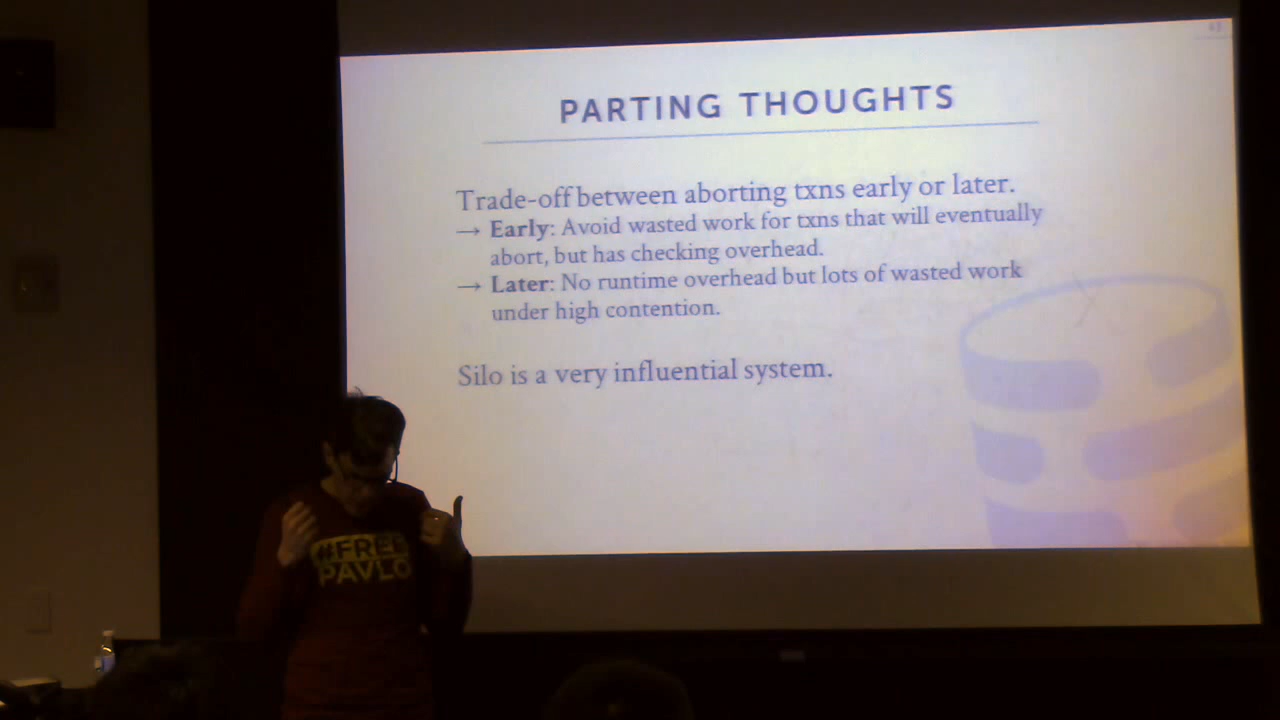 PARTING THOUGHTS
Trade-off between aborting txns early or later.
→ Early: Avoid wasted work for txns that will eventually
abort, but has checking overhead.
→ Later: No runtime overhead but lots of wasted work
under high contention.
Silo is a very influential system.
#FREE
PAVLO